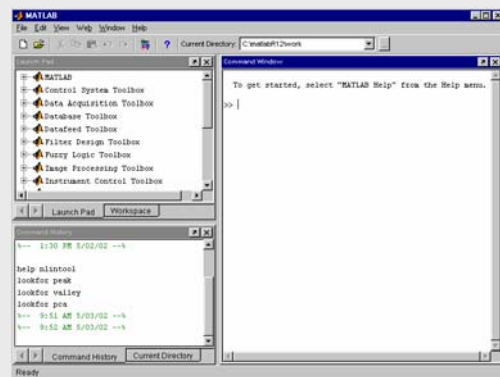 MATLAB
File Edit View Web Window Help
Current Directory: C:\matlabR12\work
Launch Pad
MATLAB
Control System Toolbox
Data Acquisition Toolbox
Database Toolbox
Datafeed Toolbox
Filter Design Toolbox
Fuzzy Logic Toolbox
Image Processing Toolbox
Instrument Control Toolbox
Launch Pad Workspace
Command History
%-- 1:30 PM 5/02/02 --%
help nlintool
lookfor peak
lookfor valley
lookfor pca
%-- 9:51 AM 5/03/02 --%
%-- 9:52 AM 5/03/02 --%
Command History Current Directory
Command Window
To get started, select "MATLAB Help" from the Help menu.
>>
Ready